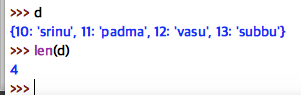 >>> d
{10: 'srinu', 11: 'padma', 12: 'vasu', 13: 'subbu'}
>>> len(d)
4
>>>